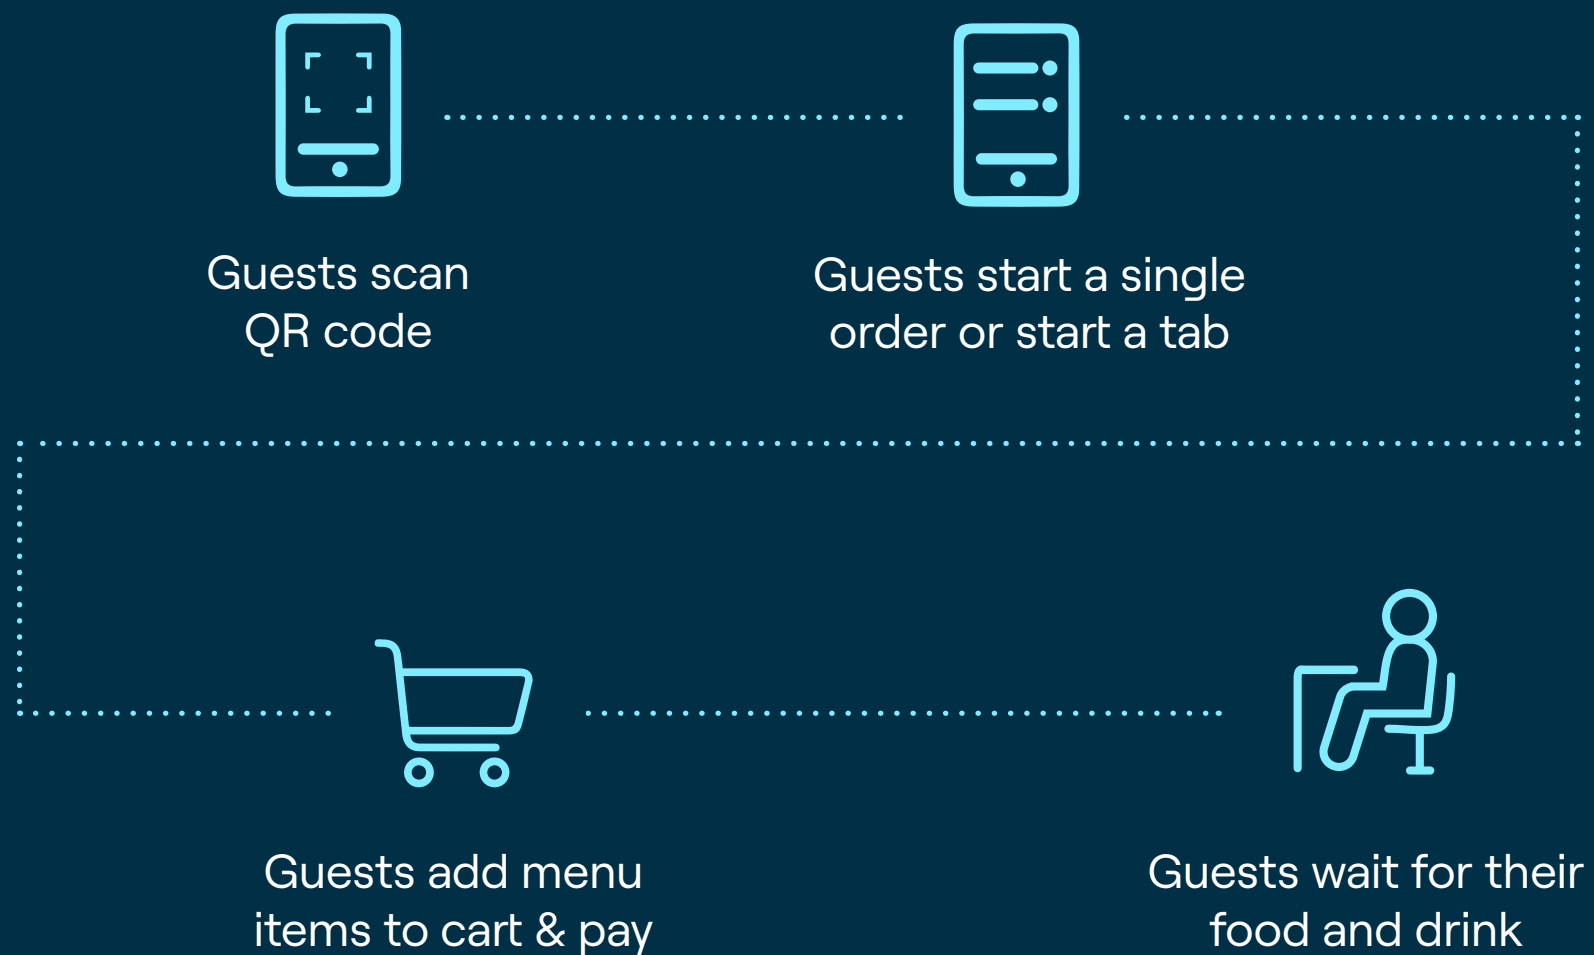 Guests scan
QR code
Guests start a single
order or start a tab
Guests add menu
items to cart & pay
Guests wait for their
food and drink